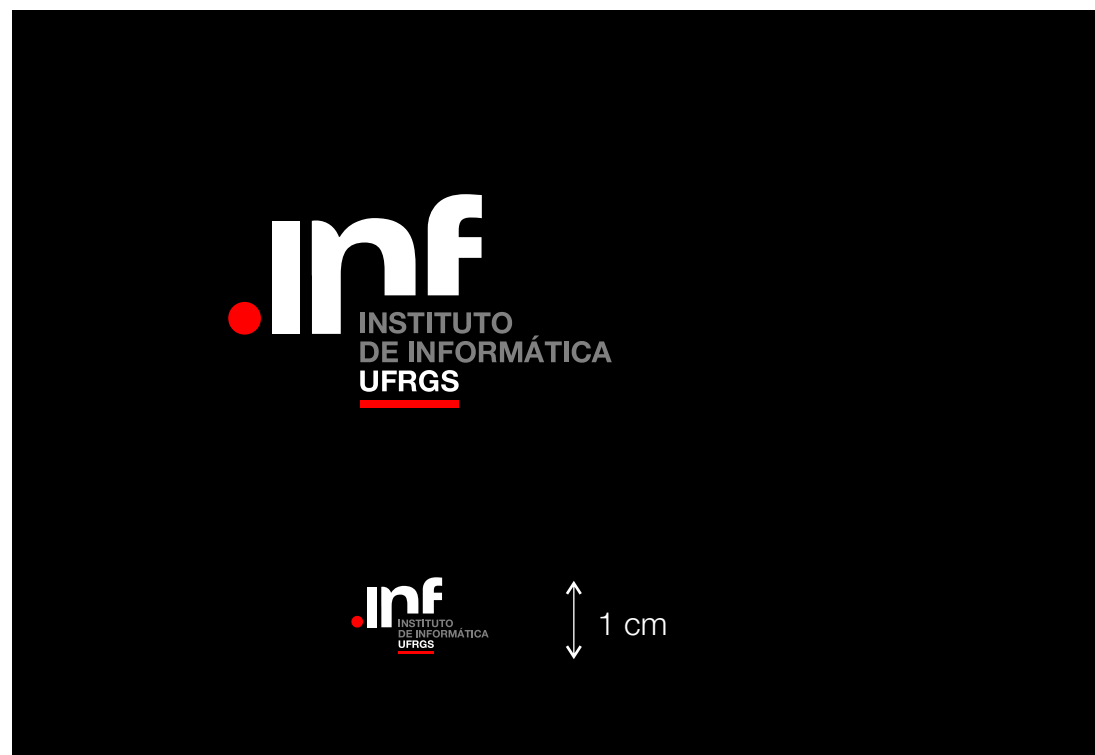 .inf
INSTITUTO
DE INFORMÁTICA
UFRGS
.inf
INSTITUTO
DE INFORMÁTICA
UFRGS
1 cm